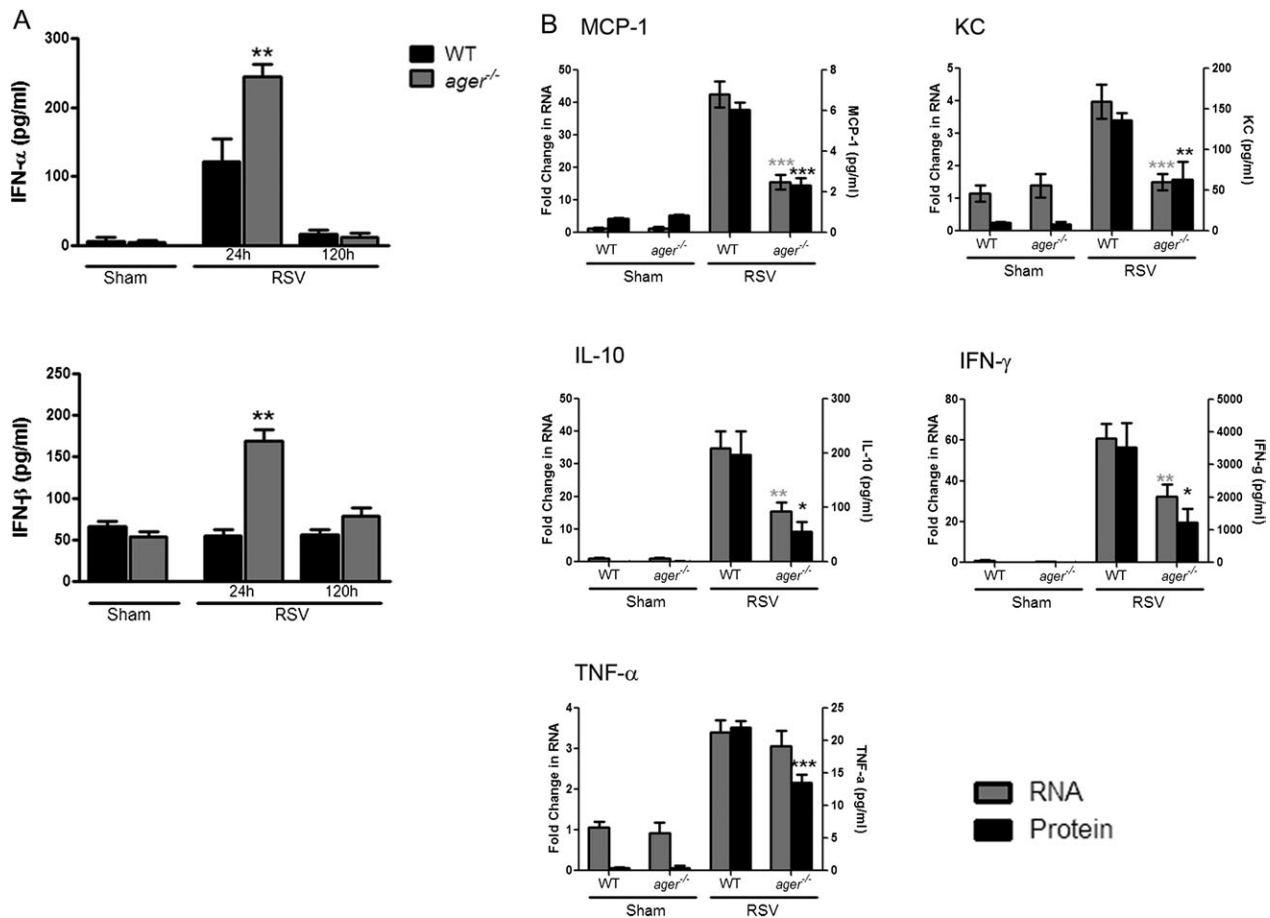 A
IFN-α (pg/ml)
300
200
100
0
**
24h
120h
Sham
RSV
WT
ager-/-
IFN-β (pg/ml)
250
200
150
100
50
0
**
24h
120h
Sham
RSV
B
MCP-1
Fold Change in RNA
50
40
30
20
10
0
***
***
8
6
4
2
0
MCP-1 (pg/ml)
WT
ager-/-
WT
ager-/-
Sham
RSV
KC
Fold Change in RNA
5
4
3
2
1
0
***
**
200
150
100
50
0
KC (pg/ml)
WT
ager-/-
WT
ager-/-
Sham
RSV
IL-10
Fold Change in RNA
50
40
30
20
10
0
**
*
300
200
100
0
IL-10 (pg/ml)
WT
ager-/-
WT
ager-/-
Sham
RSV
IFN-γ
Fold Change in RNA
80
60
40
20
0
**
*
5000
4000
3000
2000
1000
0
IFN-g (pg/ml)
WT
ager-/-
WT
ager-/-
Sham
RSV
TNF-α
Fold Change in RNA
4
3
2
1
0
***
25
20
15
10
5
0
TNF-a (pg/ml)
WT
ager-/-
WT
ager-/-
Sham
RSV
RNA
Protein